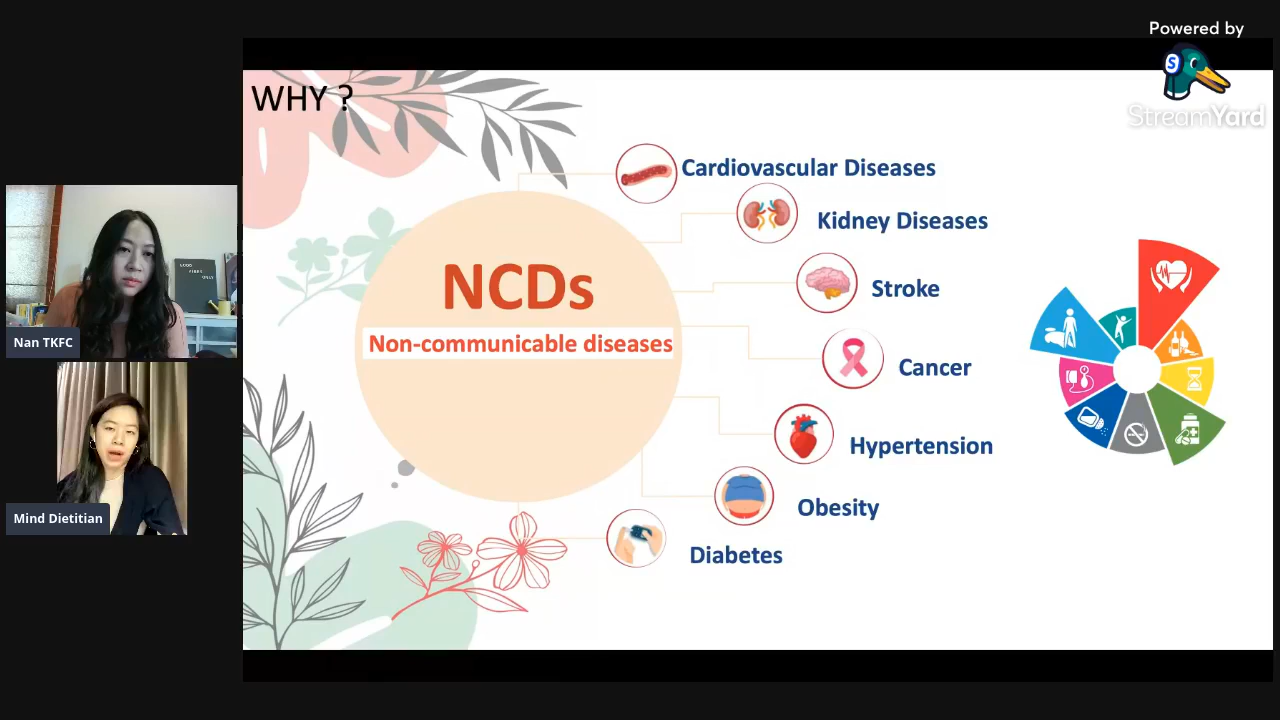 Powered by
StreamYard
WHY ?
Cardiovascular Diseases
Kidney Diseases
NCDs
Stroke
Non-communicable diseases
Cancer
Hypertension
Obesity
Diabetes
Nan TKFC
Mind Dietitian